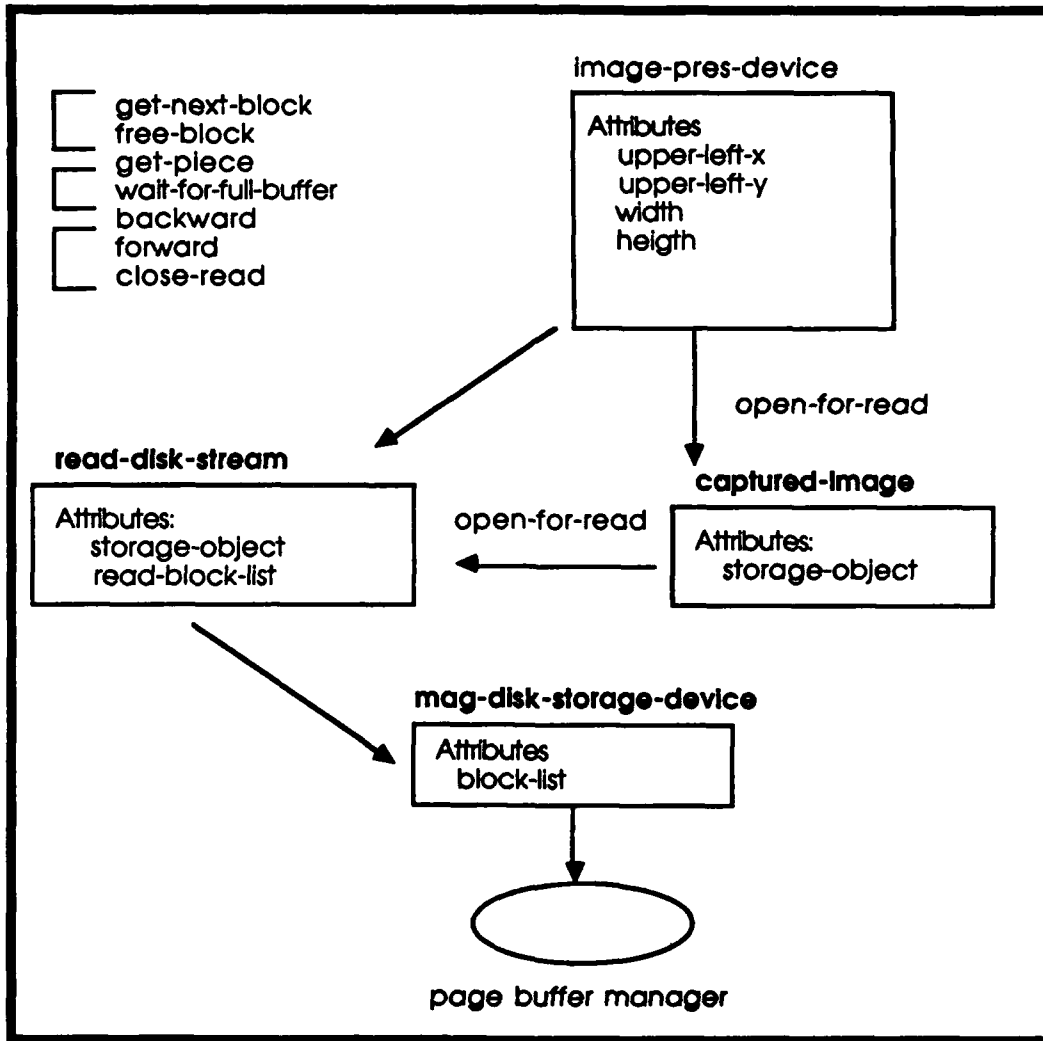 image-pres-device
Attributes
upper-left-x
upper-left-y
width
heigth
get-next-block
free-block
get-piece
wait-for-full-buffer
backward
forward
close-read
open-for-read
read-disk-stream
Attributes:
storage-object
read-block-list
open-for-read
captured-image
Attributes:
storage-object
mag-disk-storage-device
Attributes
block-list
page buffer manager